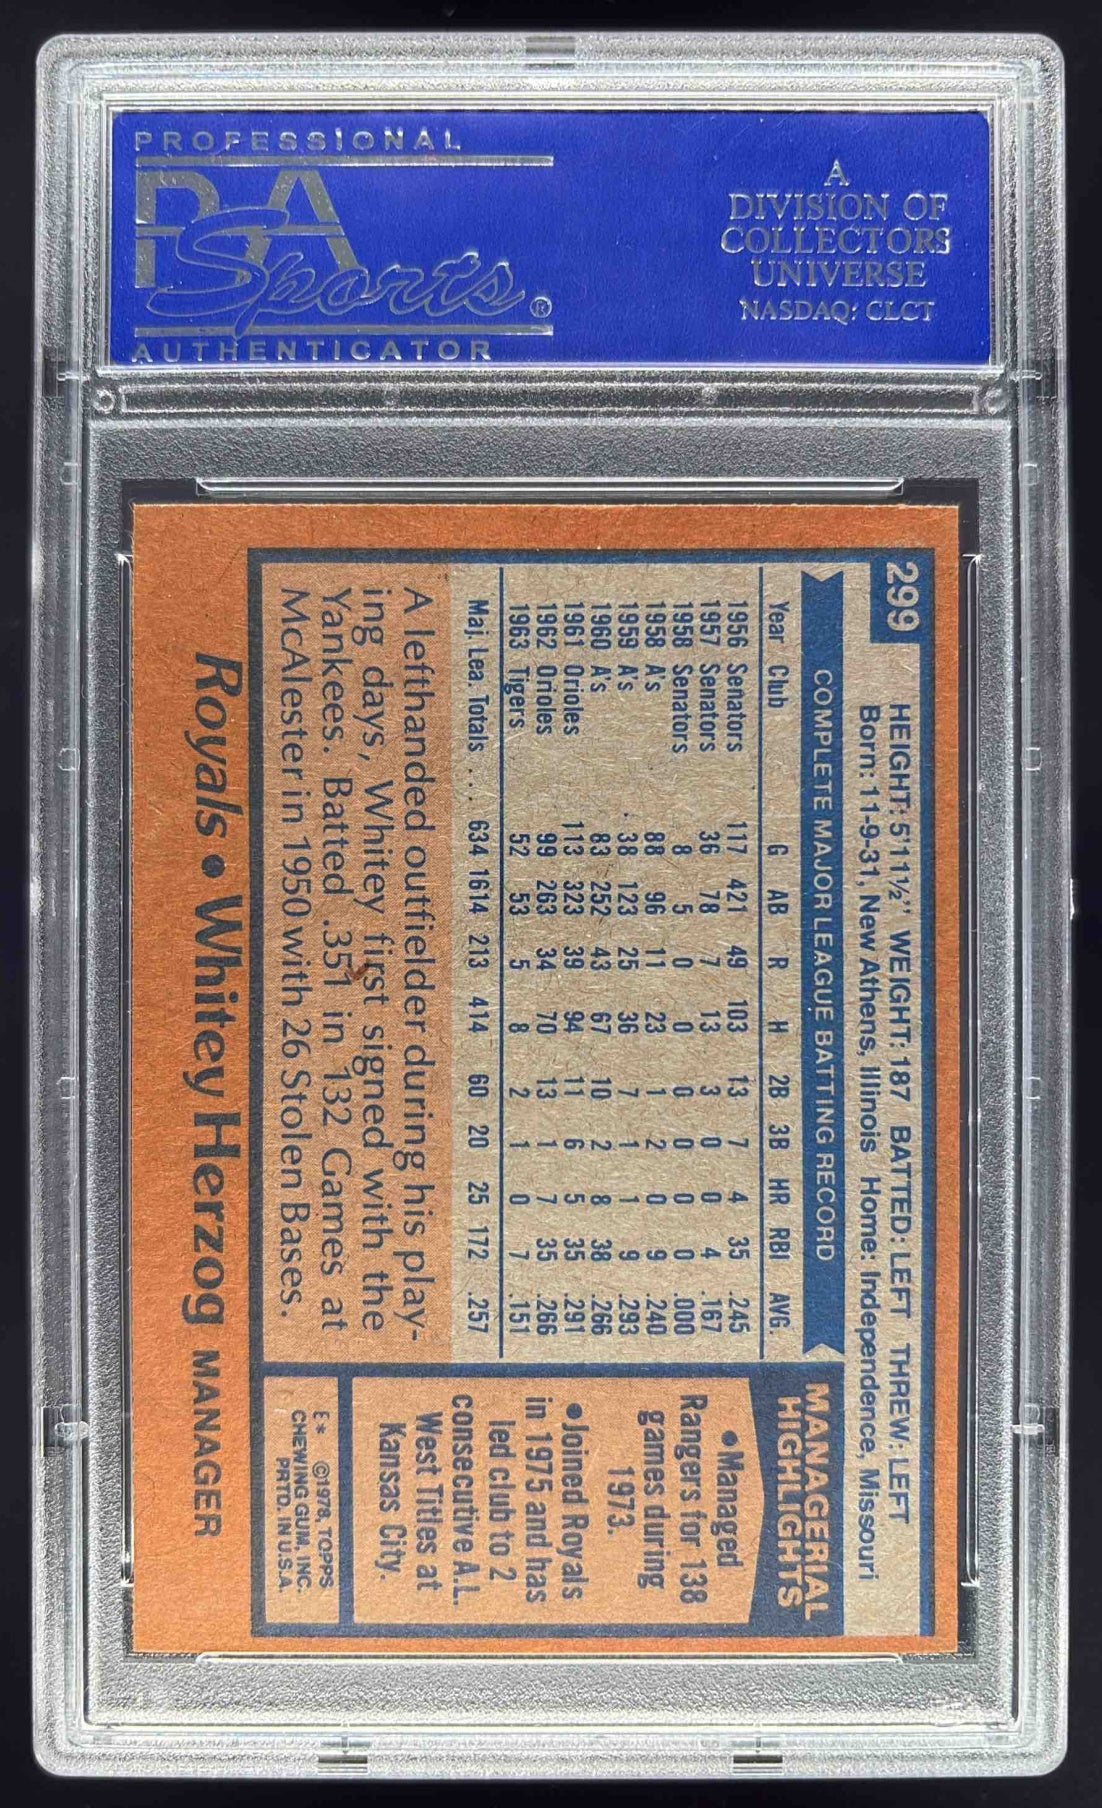 PROFESSIONAL
PSA
Sports ®
AUTHENTICATOR
A
DIVISION OF
COLLECTORS
UNIVERSE
NASDAQ: CLCT
299
HEIGHT: 5'11½" WEIGHT: 187 BATTED: LEFT THREW: LEFT
Born: 11-9-31, New Athens, Illinois Home: Independence, Missouri
COMPLETE MAJOR LEAGUE BATTING RECORD
Year Club G AB R H 2B 3B HR RBI AVG.
1956 Senators 117 421 49 103 13 7 4 35 .245
1957 Senators 36 78 7 13 3 0 0 4 .167
1958 Senators 8 5 0 0 0 0 0 0 .000
1958 A's 88 96 11 23 1 2 0 9 .240
1959 A's 38 123 25 36 7 1 1 9 .293
1960 A's 83 252 43 67 10 2 8 38 .266
1961 Orioles 113 323 39 94 11 6 5 35 .291
1962 Orioles 99 263 34 70 13 1 7 35 .266
1963 Tigers 52 53 5 8 2 1 0 7 .151
Maj. Lea. Totals ... 634 1614 213 414 60 20 25 172 .257
A lefthanded outfielder during his play-
ing days, Whitey first signed with the
Yankees. Batted .351 in 132 Games at
McAlester in 1950 with 26 Stolen Bases.
MANAGERIAL
HIGHLIGHTS
•Managed
Rangers for 138
games during
1973.
•Joined Royals
in 1975 and has
led club to 2
consecutive A.L.
West Titles at
Kansas City.
E* ©1978, TOPPS
CHEWING GUM, INC.
PRTD. IN U.S.A.
Royals • Whitey Herzog MANAGER